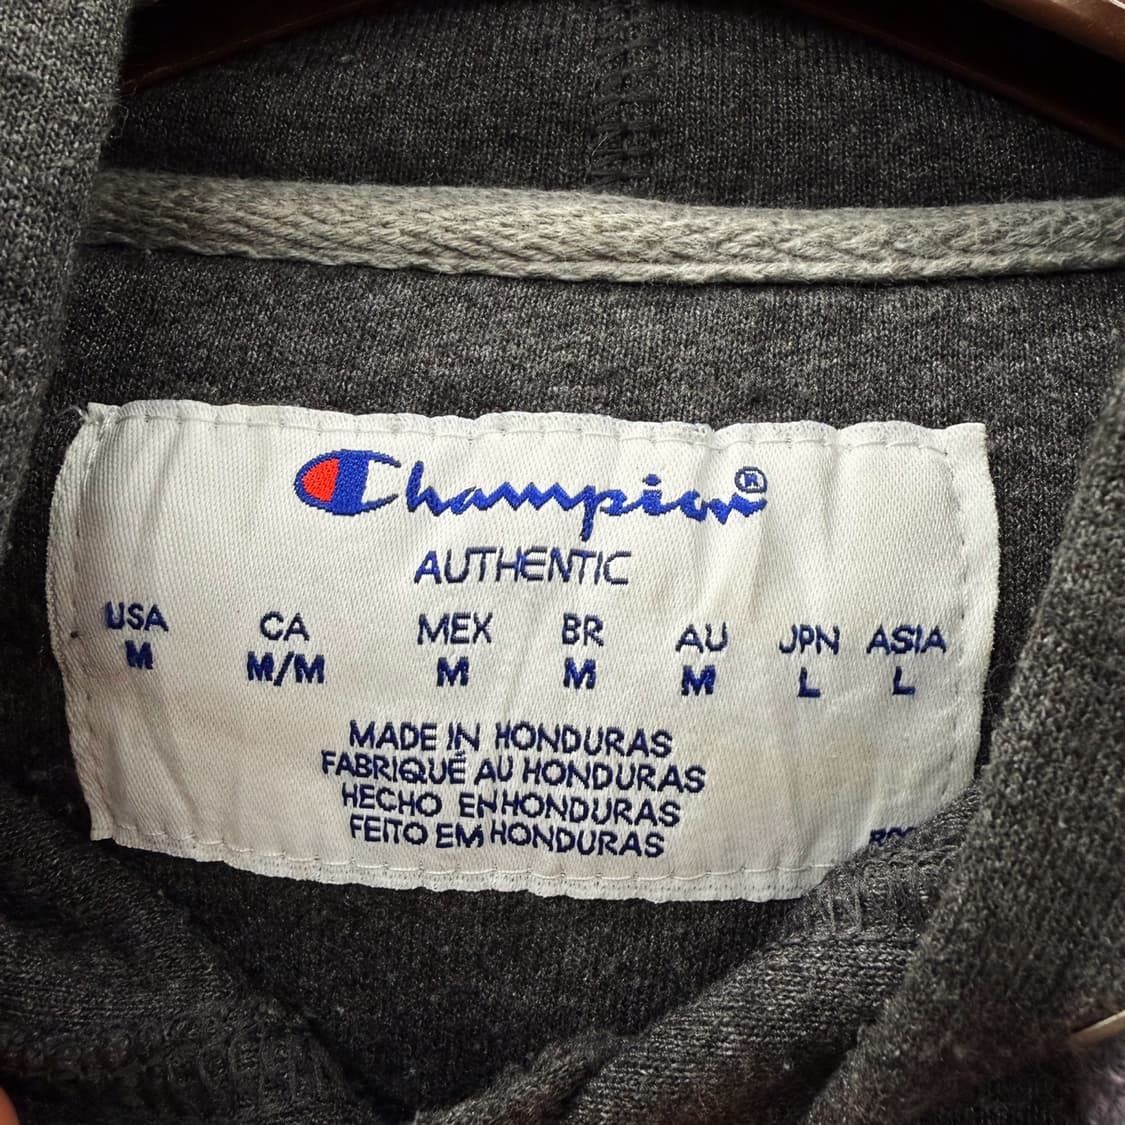 Champion®
AUTHENTIC
USA CA MEX BR AU JPN ASIA
M M/M M M M L L
MADE IN HONDURAS
FABRIQUÉ AU HONDURAS
HECHO EN HONDURAS
FEITO EM HONDURAS